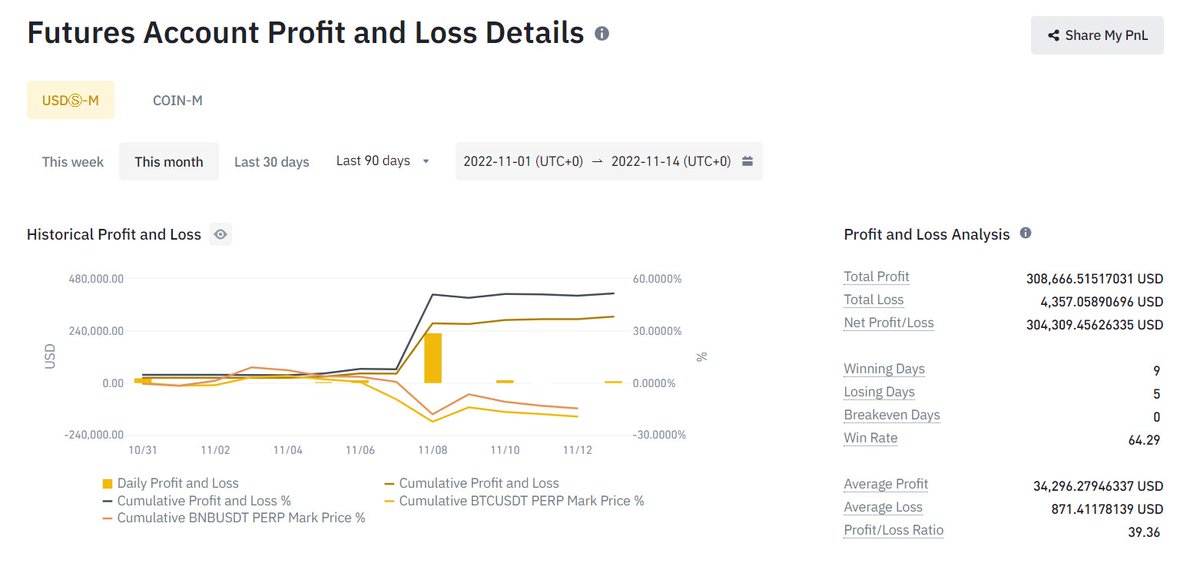 Futures Account Profit and Loss Details
Share My PnL
USDⓈ-M COIN-M
This week This month Last 30 days Last 90 days 2022-11-01 (UTC+0) → 2022-11-14 (UTC+0)
Historical Profit and Loss
480,000.00 60.0000%
240,000.00 30.0000%
USD %
0.00 0.0000%
-240,000.00 -30.0000%
10/31 11/02 11/04 11/06 11/08 11/10 11/12
Daily Profit and Loss Cumulative Profit and Loss
Cumulative Profit and Loss % Cumulative BTCUSDT PERP Mark Price %
Cumulative BNBUSDT PERP Mark Price %
Profit and Loss Analysis
Total Profit 308,666.51517031 USD
Total Loss 4,357.05890696 USD
Net Profit/Loss 304,309.45626335 USD
Winning Days 9
Losing Days 5
Breakeven Days 0
Win Rate 64.29
Average Profit 34,296.27946337 USD
Average Loss 871.41178139 USD
Profit/Loss Ratio 39.36